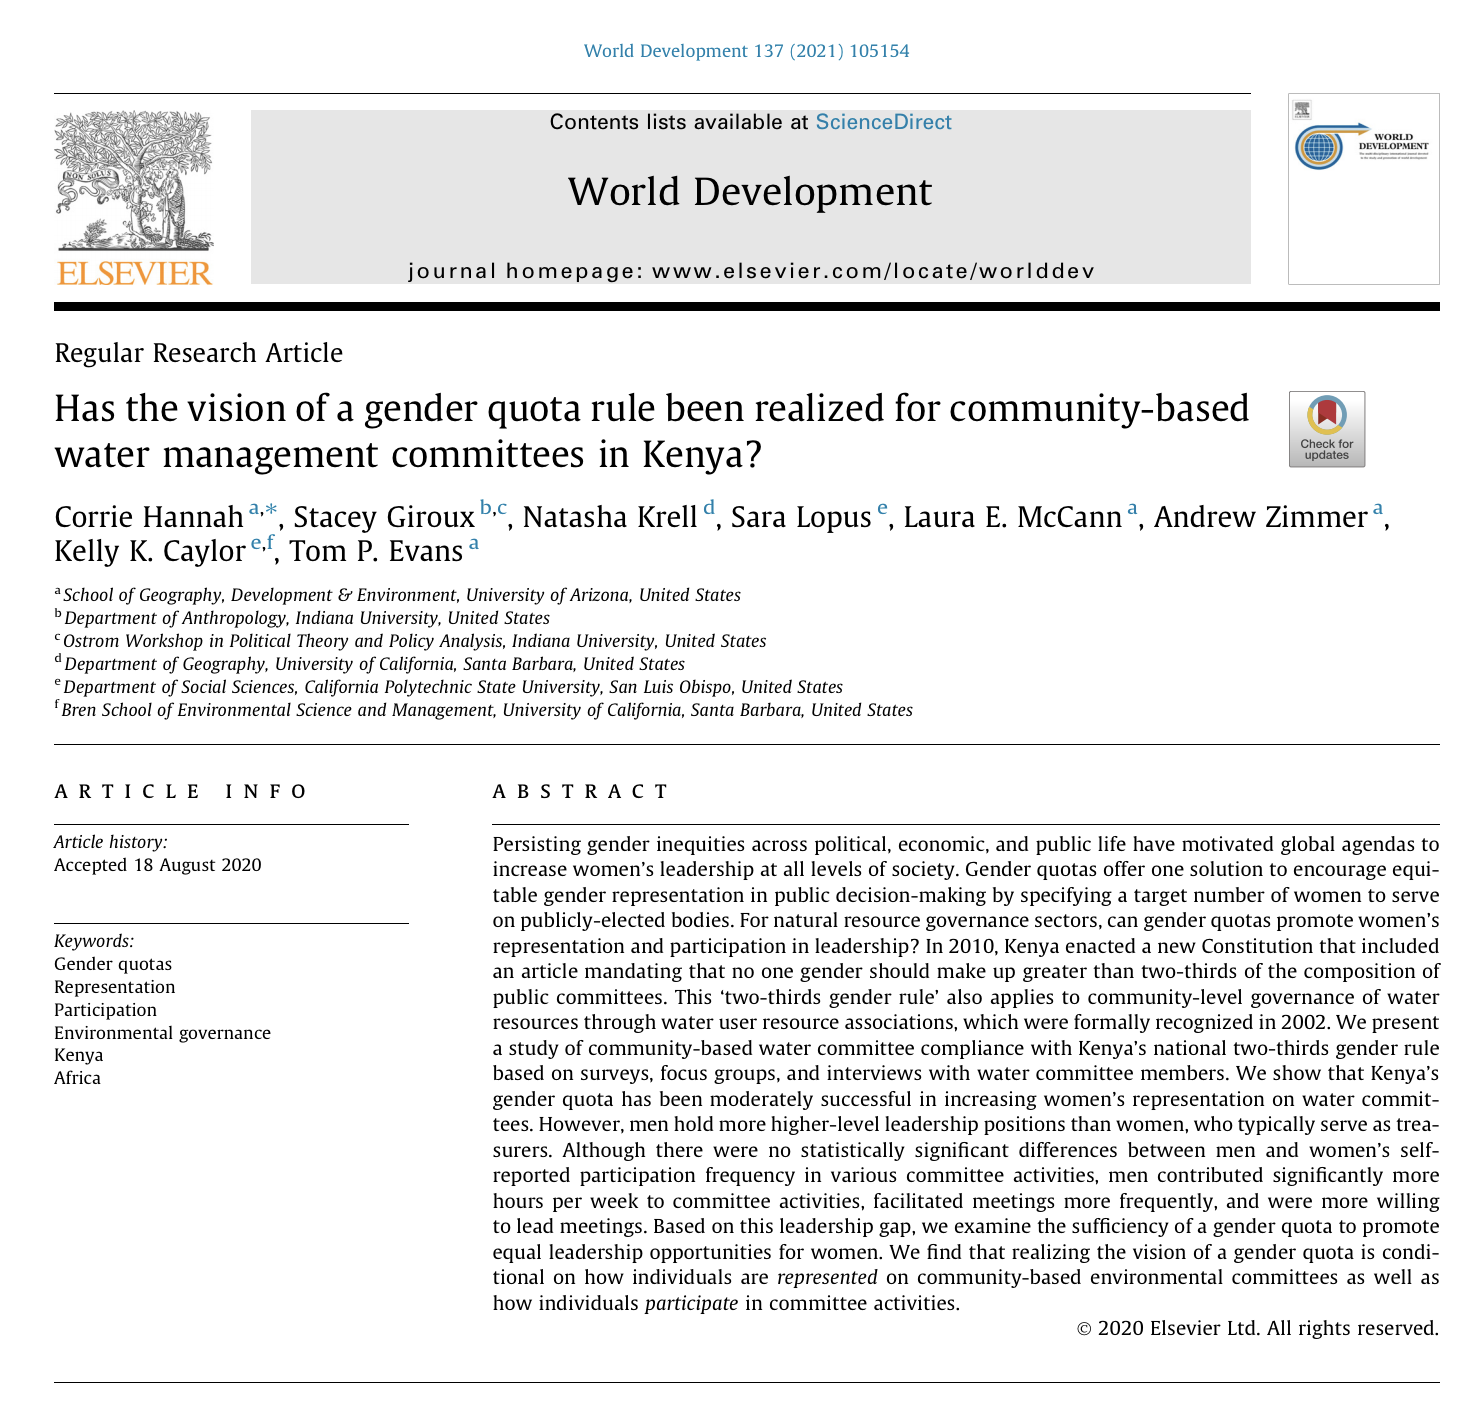 World Development 137 (2021) 105154
Contents lists available at ScienceDirect
World Development
journal homepage: www.elsevier.com/locate/worlddev
NON SOLUS
ELSEVIER
ELSEVIER
WORLD
DEVELOPMENT
Regular Research Article
Has the vision of a gender quota rule been realized for community-based
water management committees in Kenya?
Check for
updates
Corrie Hannah a,*, Stacey Giroux b,c, Natasha Krell d, Sara Lopus e, Laura E. McCann a, Andrew Zimmer a,
Kelly K. Caylor e,f, Tom P. Evans a
a School of Geography, Development & Environment, University of Arizona, United States
b Department of Anthropology, Indiana University, United States
c Ostrom Workshop in Political Theory and Policy Analysis, Indiana University, United States
d Department of Geography, University of California, Santa Barbara, United States
e Department of Social Sciences, California Polytechnic State University, San Luis Obispo, United States
f Bren School of Environmental Science and Management, University of California, Santa Barbara, United States
ARTICLE INFO
Article history:
Accepted 18 August 2020
Keywords:
Gender quotas
Representation
Participation
Environmental governance
Kenya
Africa
ABSTRACT
Persisting gender inequities across political, economic, and public life have motivated global agendas to
increase women's leadership at all levels of society. Gender quotas offer one solution to encourage equi-
table gender representation in public decision-making by specifying a target number of women to serve
on publicly-elected bodies. For natural resource governance sectors, can gender quotas promote women's
representation and participation in leadership? In 2010, Kenya enacted a new Constitution that included
an article mandating that no one gender should make up greater than two-thirds of the composition of
public committees. This 'two-thirds gender rule' also applies to community-level governance of water
resources through water user resource associations, which were formally recognized in 2002. We present
a study of community-based water committee compliance with Kenya's national two-thirds gender rule
based on surveys, focus groups, and interviews with water committee members. We show that Kenya's
gender quota has been moderately successful in increasing women's representation on water commit-
tees. However, men hold more higher-level leadership positions than women, who typically serve as trea-
surers. Although there were no statistically significant differences between men and women's self-
reported participation frequency in various committee activities, men contributed significantly more
hours per week to committee activities, facilitated meetings more frequently, and were more willing
to lead meetings. Based on this leadership gap, we examine the sufficiency of a gender quota to promote
equal leadership opportunities for women. We find that realizing the vision of a gender quota is condi-
tional on how individuals are represented on community-based environmental committees as well as
how individuals participate in committee activities.
© 2020 Elsevier Ltd. All rights reserved.